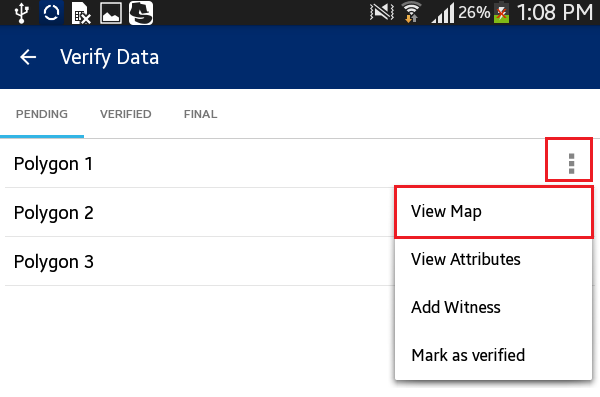 26% 1:08 PM
Verify Data
PENDING VERIFIED FINAL
Polygon 1
View Map
Polygon 2
View Attributes
Polygon 3
Add Witness
Mark as verified